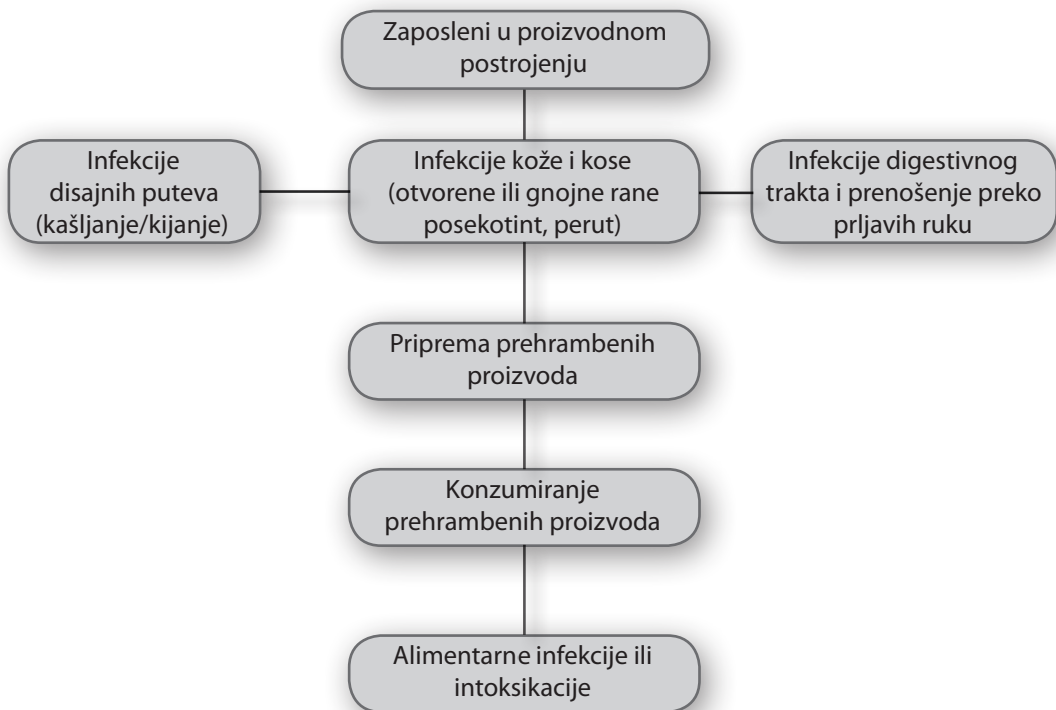 Zaposleni u proizvodnom
postrojenju
Infekcije
disajnih puteva
(kašljanje/kijanje)
Infekcije kože i kose
(otvorene ili gnojne rane
posekotint, perut)
Infekcije digestivnog
trakta i prenošenje preko
prljavih ruku
Priprema prehrambenih
proizvoda
Konzumiranje
prehrambenih proizvoda
Alimentarne infekcije ili
intoksikacije